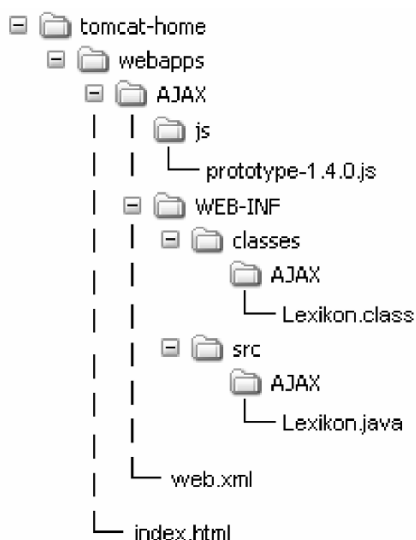 tomcat-home
webapps
AJAX
js
prototype-1.4.0.js
WEB-INF
classes
AJAX
Lexikon.class
src
AJAX
Lexikon.java
web.xml
index.html